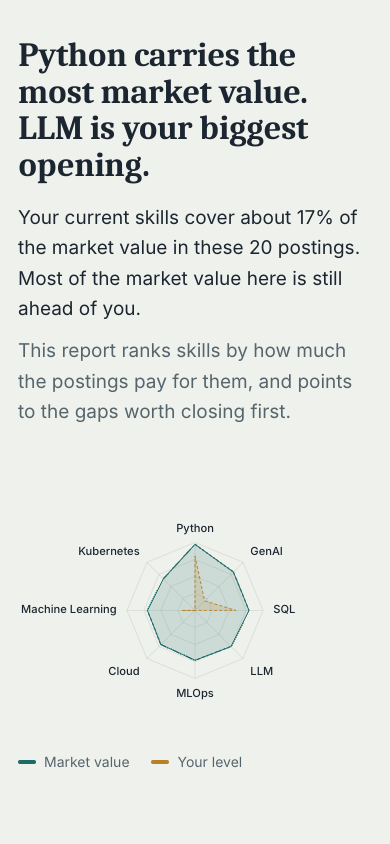 Python carries the
most market value.
LLM is your biggest
opening.
Your current skills cover about 17% of
the market value in these 20 postings.
Most of the market value here is still
ahead of you.
This report ranks skills by how much
the postings pay for them, and points
to the gaps worth closing first.
Python
Kubernetes
GenAI
Machine Learning
SQL
Cloud
LLM
MLOps
Market value
Your level